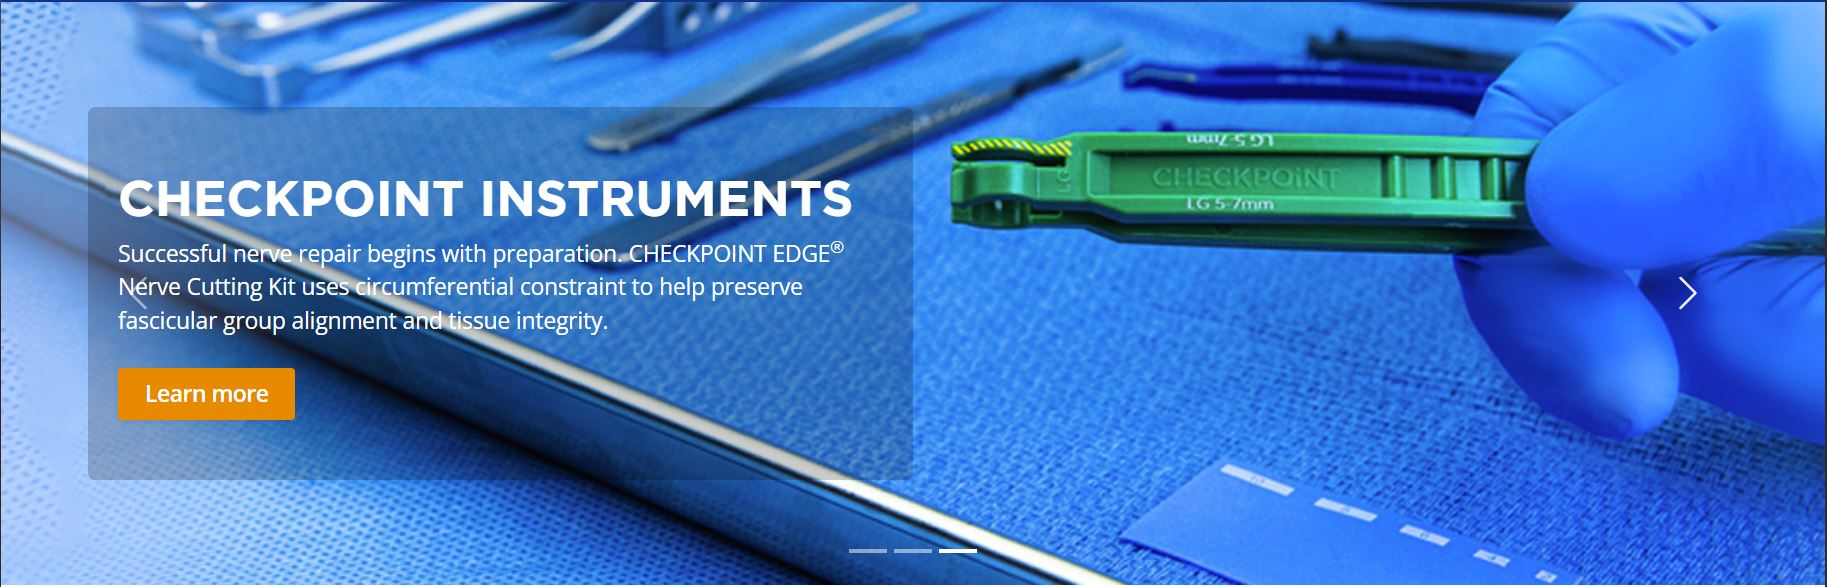 CHECKPOINT INSTRUMENTS
Successful nerve repair begins with preparation. CHECKPOINT EDGE®
Nerve Cutting Kit uses circumferential constraint to help preserve
fascicular group alignment and tissue integrity.
Learn more
LG 5-7mm
LG
CHECKPOiNT
LG 5-7mm